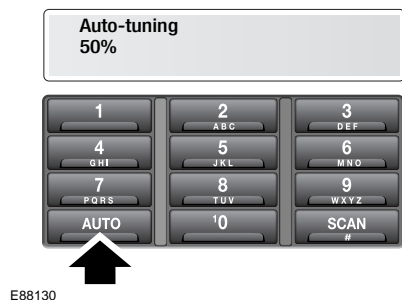 Auto-tuning
50%
1 2 3
ABC DEF
4 5 6
GHI JKL MNO
7 8 9
PQRS TUV WXYZ
AUTO ¹0 SCAN
#
E88130